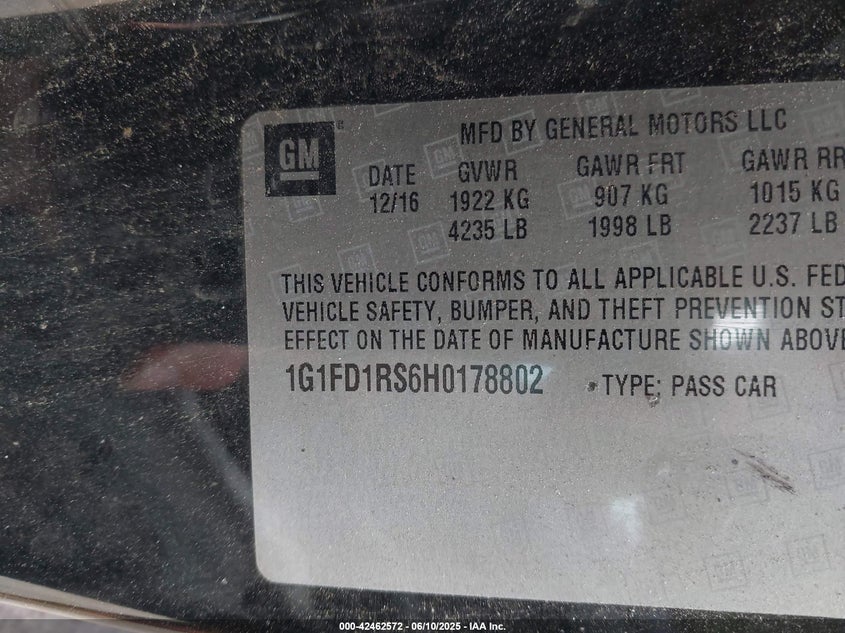 GM
MFD BY GENERAL MOTORS LLC
DATE GVWR GAWR FRT GAWR RR
12/16 1922 KG 907 KG 1015 KG
4235 LB 1998 LB 2237 LB
THIS VEHICLE CONFORMS TO ALL APPLICABLE U.S. FED
VEHICLE SAFETY, BUMPER, AND THEFT PREVENTION ST
EFFECT ON THE DATE OF MANUFACTURE SHOWN ABOVE
1G1FD1RS6H0178802 TYPE: PASS CAR
000-42462572 - 06/10/2025 - IAA Inc.